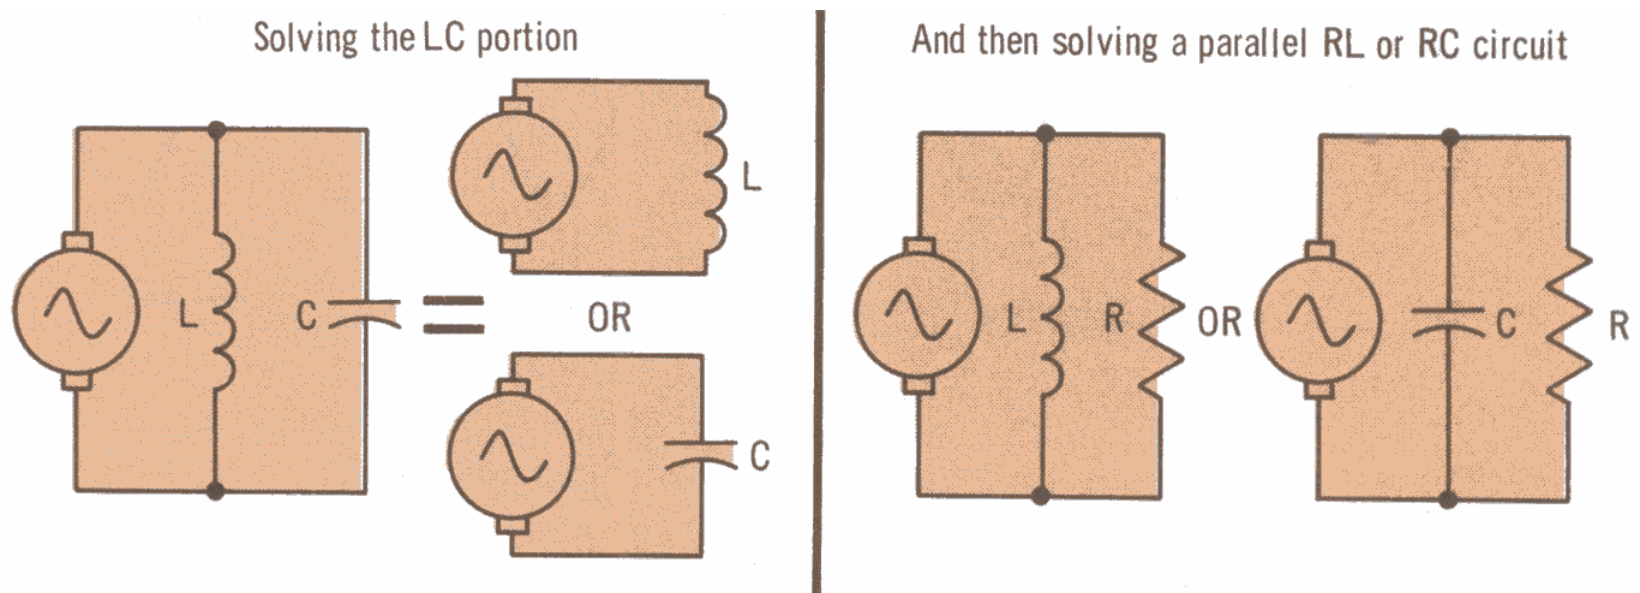 Solving the LC portion
L
C
=
L
OR
C
And then solving a parallel RL or RC circuit
L
R
OR
C
R